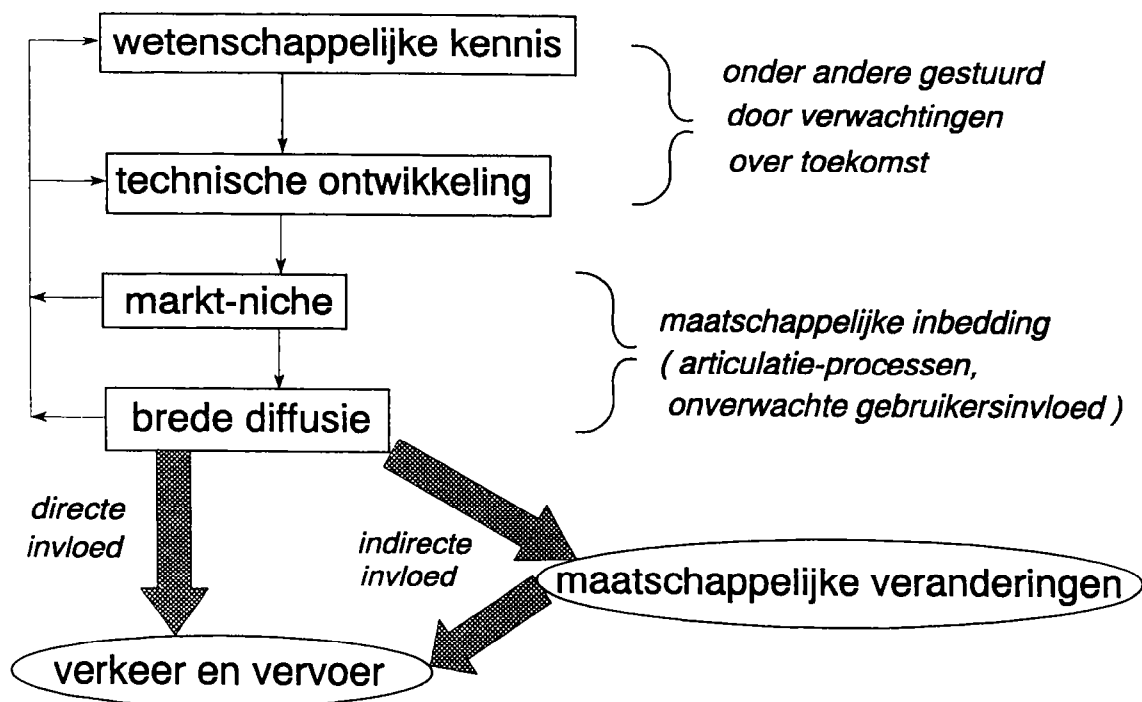 wetenschappelijke kennis
onder andere gestuurd
door verwachtingen
over toekomst
technische ontwikkeling
markt-niche
maatschappelijke inbedding
( articulatie-processen,
onverwachte gebruikersinvloed )
brede diffusie
directe
invloed
indirecte
invloed
maatschappelijke veranderingen
verkeer en vervoer